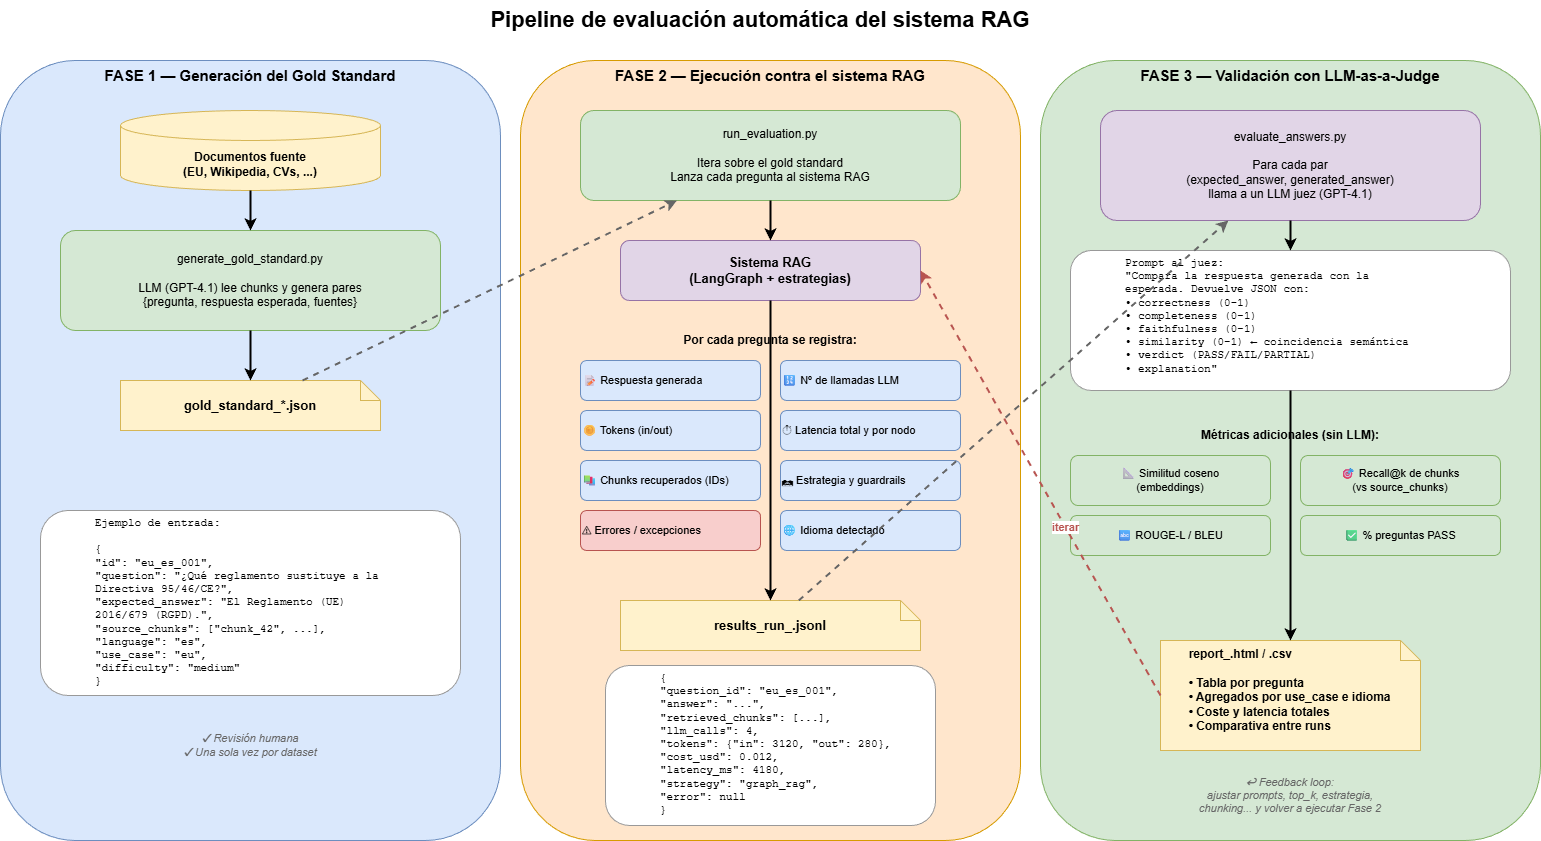 Pipeline de evaluación automática del sistema RAG
FASE 1 — Generación del Gold Standard
Documentos fuente
(EU, Wikipedia, CVs, ...)
generate_gold_standard.py
LLM (GPT-4.1) lee chunks y genera pares
{pregunta, respuesta esperada, fuentes}
gold_standard_*.json
Ejemplo de entrada:
{
"id": "eu_es_001",
"question": "¿Qué reglamento sustituye a la
Directiva 95/46/CE?",
"expected_answer": "El Reglamento (UE)
2016/679 (RGPD).",
"source_chunks": ["chunk_42", ...],
"language": "es",
"use_case": "eu",
"difficulty": "medium"
}
✓ Revisión humana
✓ Una sola vez por dataset
FASE 2 — Ejecución contra el sistema RAG
run_evaluation.py
Itera sobre el gold standard
Lanza cada pregunta al sistema RAG
Sistema RAG
(LangGraph + estrategias)
Por cada pregunta se registra:
📝 Respuesta generada
🔢 Nº de llamadas LLM
🪙 Tokens (in/out)
⏱ Latencia total y por nodo
📚 Chunks recuperados (IDs)
🛤 Estrategia y guardrails
⚠ Errores / excepciones
🌐 Idioma detectado
results_run_.jsonl
{
"question_id": "eu_es_001",
"answer": "...",
"retrieved_chunks": [...],
"llm_calls": 4,
"tokens": {"in": 3120, "out": 280},
"cost_usd": 0.012,
"latency_ms": 4180,
"strategy": "graph_rag",
"error": null
}
FASE 3 — Validación con LLM-as-a-Judge
evaluate_answers.py
Para cada par
(expected_answer, generated_answer)
llama a un LLM juez (GPT-4.1)
Prompt al juez:
"Compara la respuesta generada con la
esperada. Devuelve JSON con:
• correctness (0-1)
• completeness (0-1)
• faithfulness (0-1)
• similarity (0-1) ← coincidencia semántica
• verdict (PASS/FAIL/PARTIAL)
• explanation"
Métricas adicionales (sin LLM):
📐 Similitud coseno
(embeddings)
🎯 Recall@k de chunks
(vs source_chunks)
🔤 ROUGE-L / BLEU
✅ % preguntas PASS
iterar
report_.html / .csv
• Tabla por pregunta
• Agregados por use_case e idioma
• Coste y latencia totales
• Comparativa entre runs
↩ Feedback loop:
ajustar prompts, top_k, estrategia,
chunking... y volver a ejecutar Fase 2